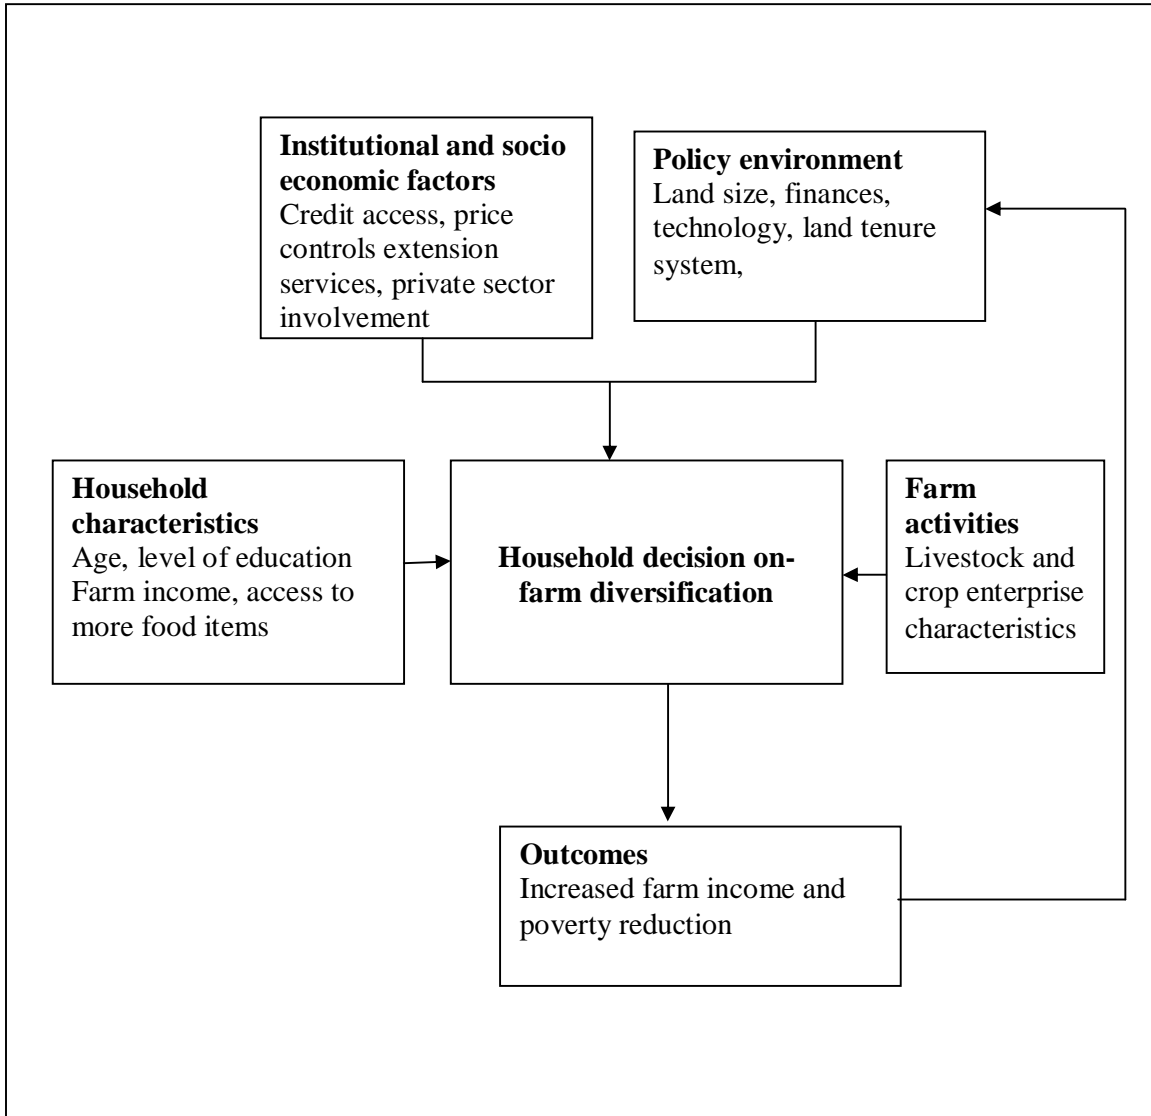 Institutional and socio
economic factors
Credit access, price
controls extension
services, private sector
involvement
Policy environment
Land size, finances,
technology, land tenure
system,
Household
characteristics
Age, level of education
Farm income, access to
more food items
Household decision on-
farm diversification
Farm
activities
Livestock and
crop enterprise
characteristics
Outcomes
Increased farm income and
poverty reduction